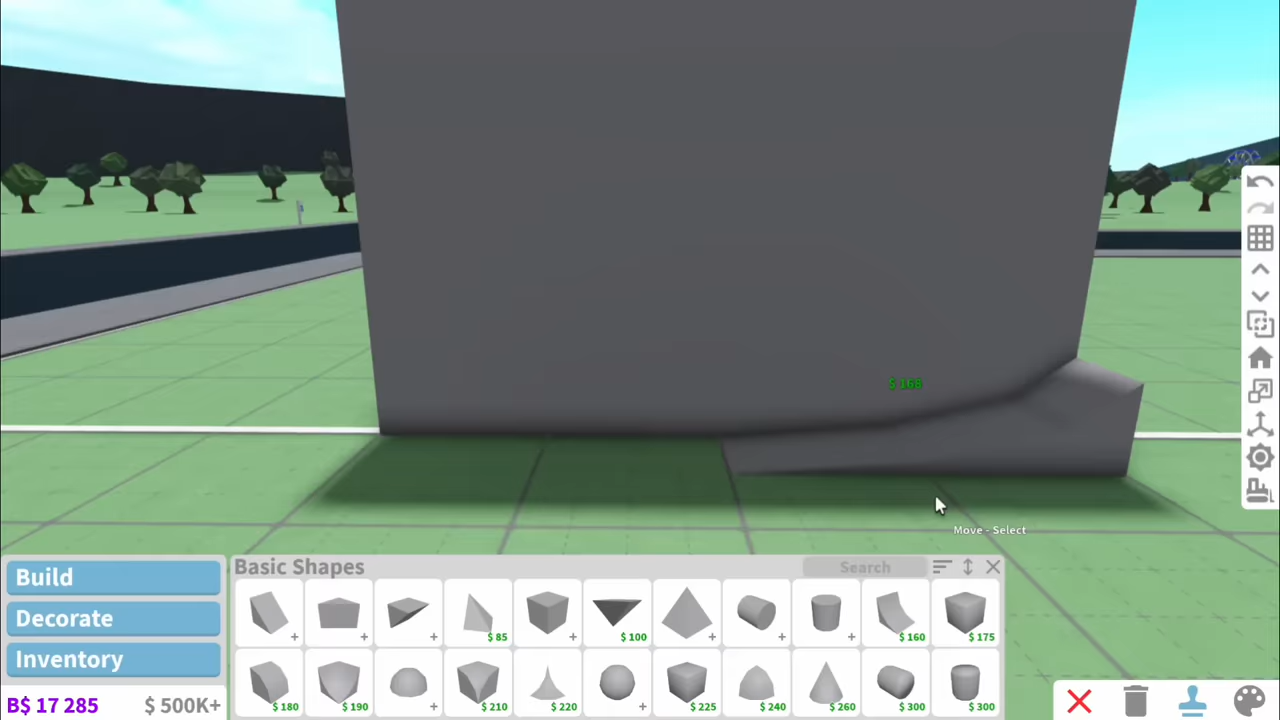 $ 168
Move - Select
Build
Decorate
Inventory
B$ 17 285
$ 500K+
Basic Shapes
Search
+
+
+
$ 85
+
$ 100
+
+
+
$ 160
$ 175
$ 180
$ 190
+
$ 210
$ 220
+
$ 225
$ 240
$ 260
$ 300
$ 300